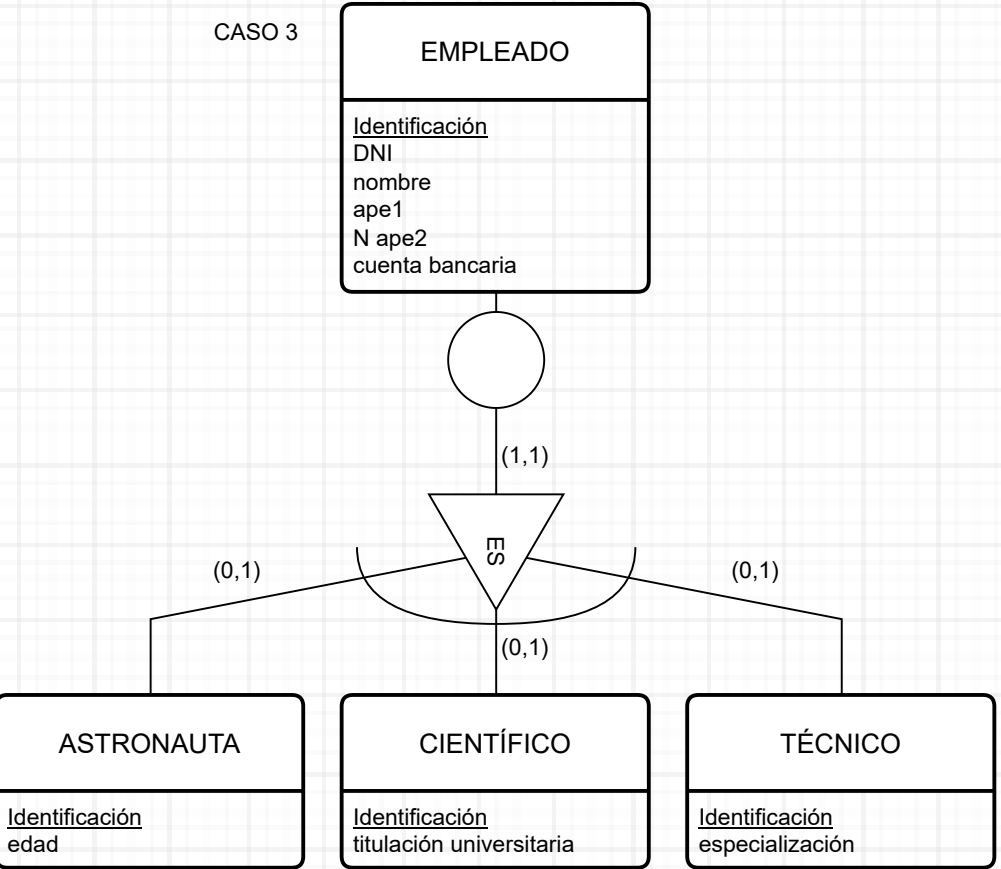 CASO 3
EMPLEADO
Identificación
DNI
nombre
ape1
N ape2
cuenta bancaria
(1,1)
ES
(0,1)
(0,1)
(0,1)
ASTRONAUTA
Identificación
edad
CIENTÍFICO
Identificación
titulación universitaria
TÉCNICO
Identificación
especialización